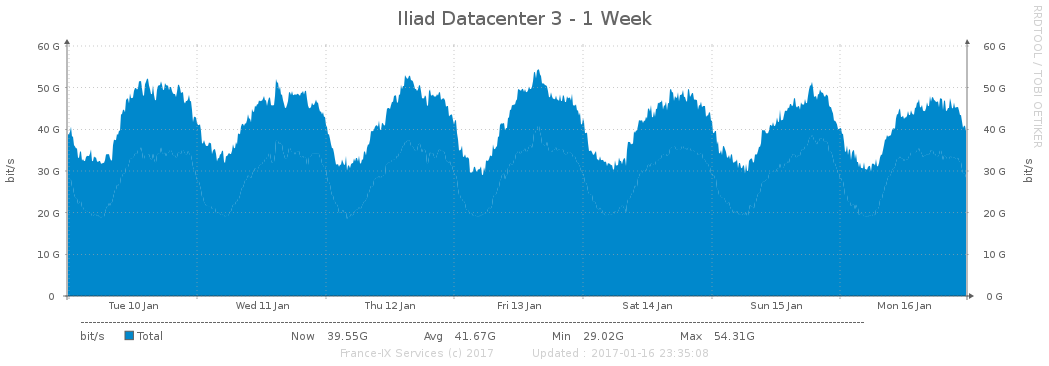 Iliad Datacenter 3 - 1 Week
RRDTOOL / TOBI OETIKER
60 G 60 G
50 G 50 G
40 G 40 G
30 G 30 G
20 G 20 G
10 G 10 G
0 0 G
bit/s
bit/s
Tue 10 Jan Wed 11 Jan Thu 12 Jan Fri 13 Jan Sat 14 Jan Sun 15 Jan Mon 16 Jan
bit/s Total Now 39.55G Avg 41.67G Min 29.02G Max 54.31G
France-IX Services (c) 2017 Updated : 2017-01-16 23:35:08